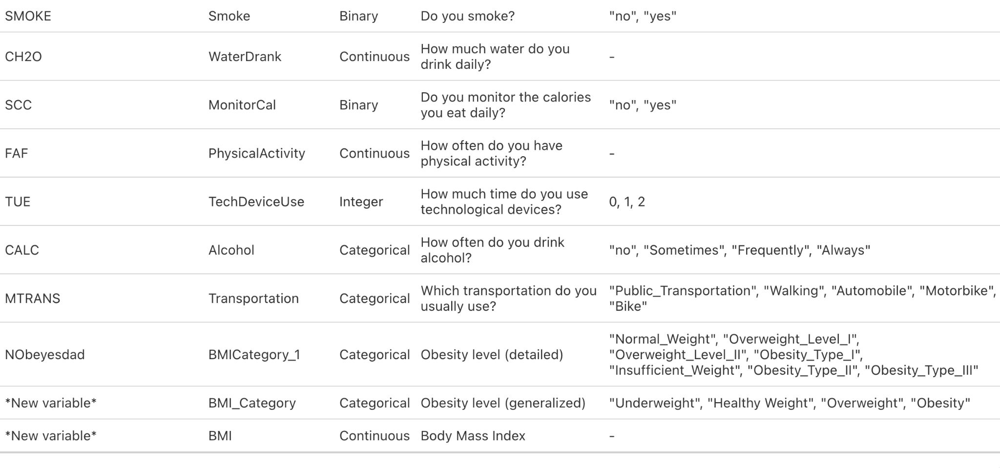 SMOKE Smoke Binary Do you smoke? "no", "yes"
CH2O WaterDrank Continuous How much water do you drink daily? -
SCC MonitorCal Binary Do you monitor the calories you eat daily? "no", "yes"
FAF PhysicalActivity Continuous How often do you have physical activity? -
TUE TechDeviceUse Integer How much time do you use technological devices? 0, 1, 2
CALC Alcohol Categorical How often do you drink alcohol? "no", "Sometimes", "Frequently", "Always"
MTRANS Transportation Categorical Which transportation do you usually use? "Public_Transportation", "Walking", "Automobile", "Motorbike", "Bike"
NObeyesdad BMICategory_1 Categorical Obesity level (detailed) "Normal_Weight", "Overweight_Level_I", "Overweight_Level_II", "Obesity_Type_I", "Insufficient_Weight", "Obesity_Type_II", "Obesity_Type_III"
*New variable* BMI_Category Categorical Obesity level (generalized) "Underweight", "Healthy Weight", "Overweight", "Obesity"
*New variable* BMI Continuous Body Mass Index -